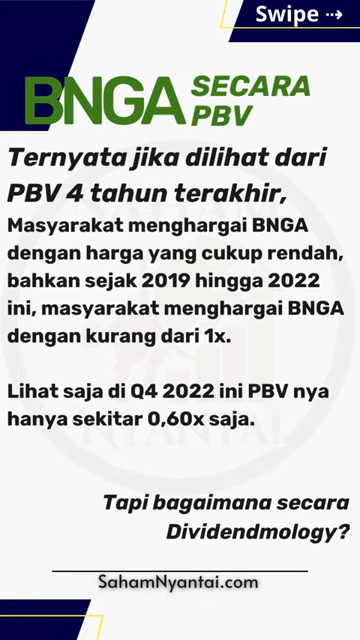 Swipe ⇢
BNGA
SECARA
PBV
Ternyata jika dilihat dari
PBV 4 tahun terakhir,
Masyarakat menghargai BNGA
dengan harga yang cukup rendah,
bahkan sejak 2019 hingga 2022
ini, masyarakat menghargai BNGA
dengan kurang dari 1x.
Lihat saja di Q4 2022 ini PBV nya
hanya sekitar 0,60x saja.
Tapi bagaimana secara
Dividendmology?
SahamNyantai.com
NYANTAI